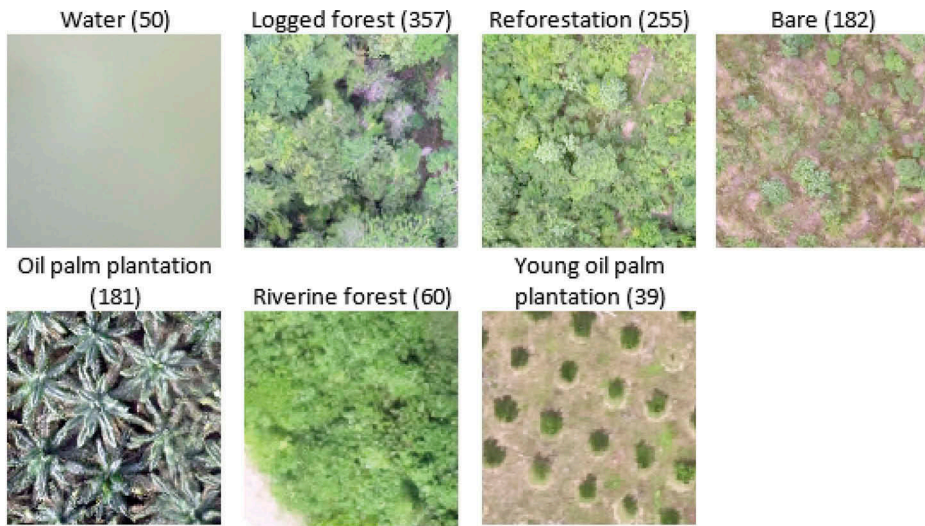 Water (50)
Logged forest (357)
Reforestation (255)
Bare (182)
Oil palm plantation
(181)
Riverine forest (60)
Young oil palm
plantation (39)